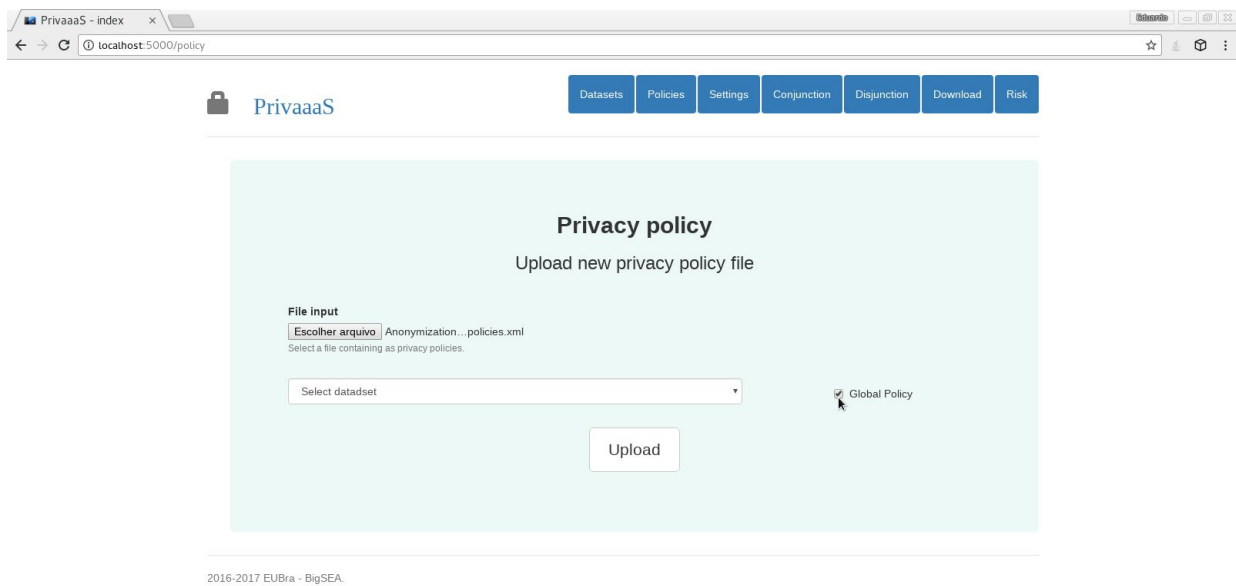 PrivaaaS - index
Eduardo
localhost:5000/policy
PrivaaaS
Datasets Policies Settings Conjunction Disjunction Download Risk
Privacy policy
Upload new privacy policy file
File input
Escolher arquivo Anonymization…policies.xml
Select a file containing as privacy policies.
Select datadset
Global Policy
Upload
2016-2017 EUBra - BigSEA.